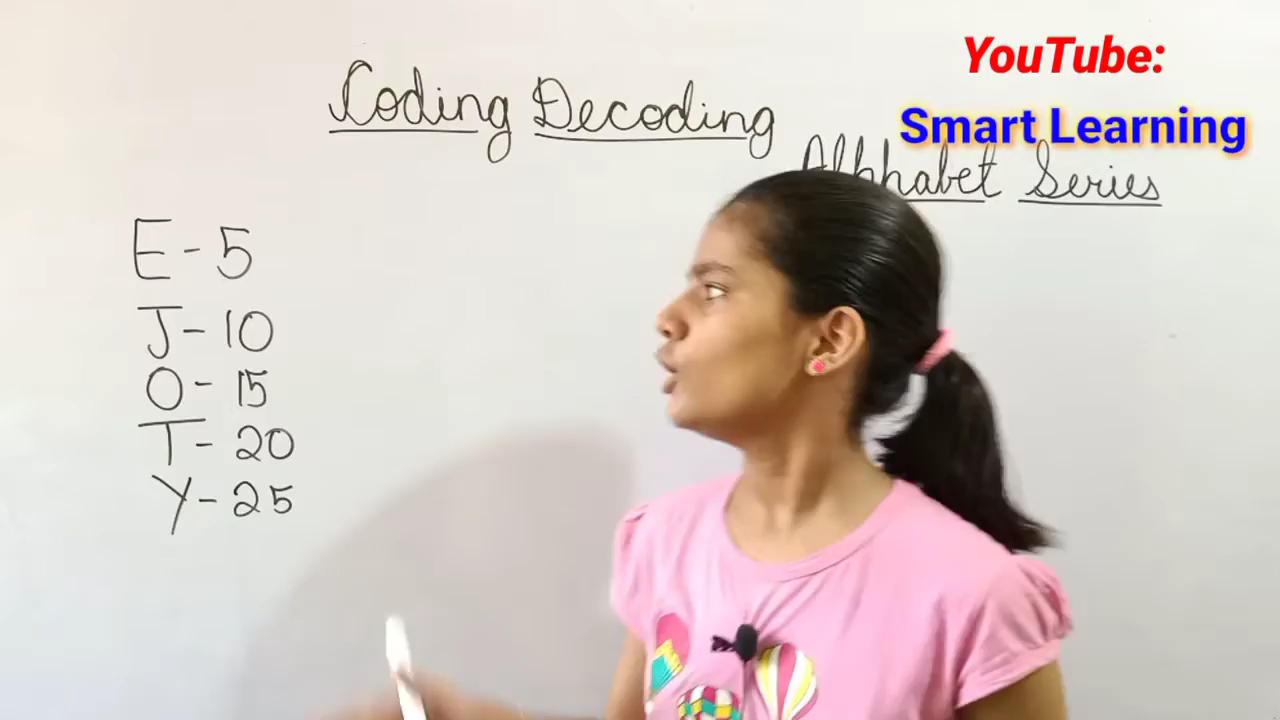 YouTube:
Smart Learning
Coding Decoding
Alphabet Series
E-5
J-10
O-15
T-20
Y-25